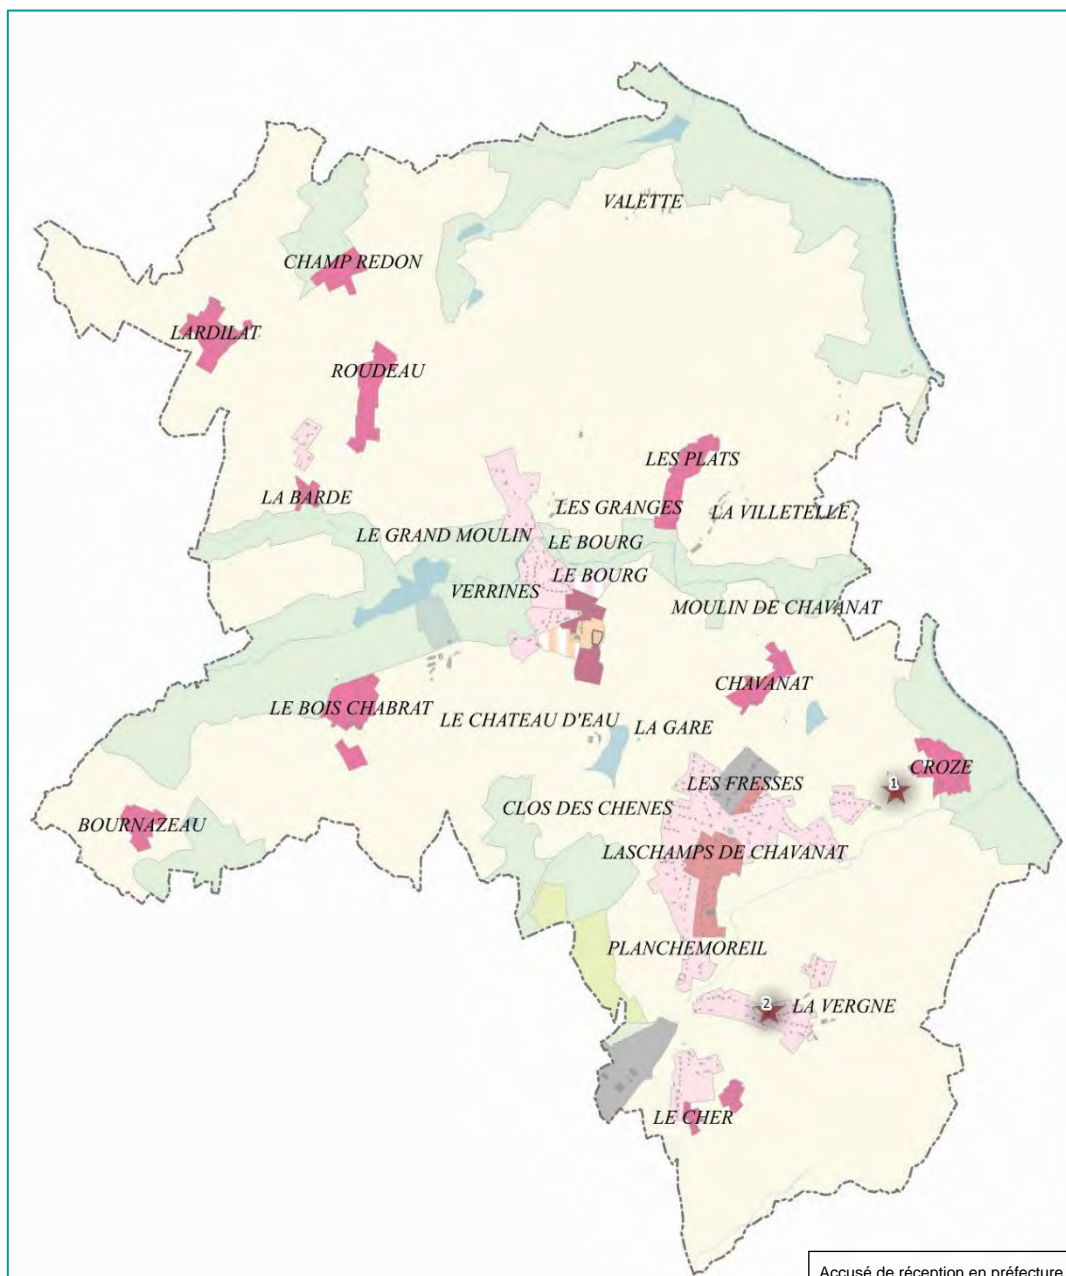 VALETTE
CHAMP REDON
LARDILAT
ROUDEAU
LES PLATS
LA BARDE
LES GRANGES
LA VILLETELLE
LE GRAND MOULIN
LE BOURG
LE BOURG
VERRINES
MOULIN DE CHAVANAT
CHAVANAT
LE BOIS CHABRAT
LE CHATEAU D'EAU
LA GARE
CROZE
LES FRESSES
1
CLOS DES CHENES
BOURNAZEAU
LASCHAMPS DE CHAVANAT
PLANCHEMOREIL
2
LA VERGNE
LE CHER
Accusé de réception en préfecture